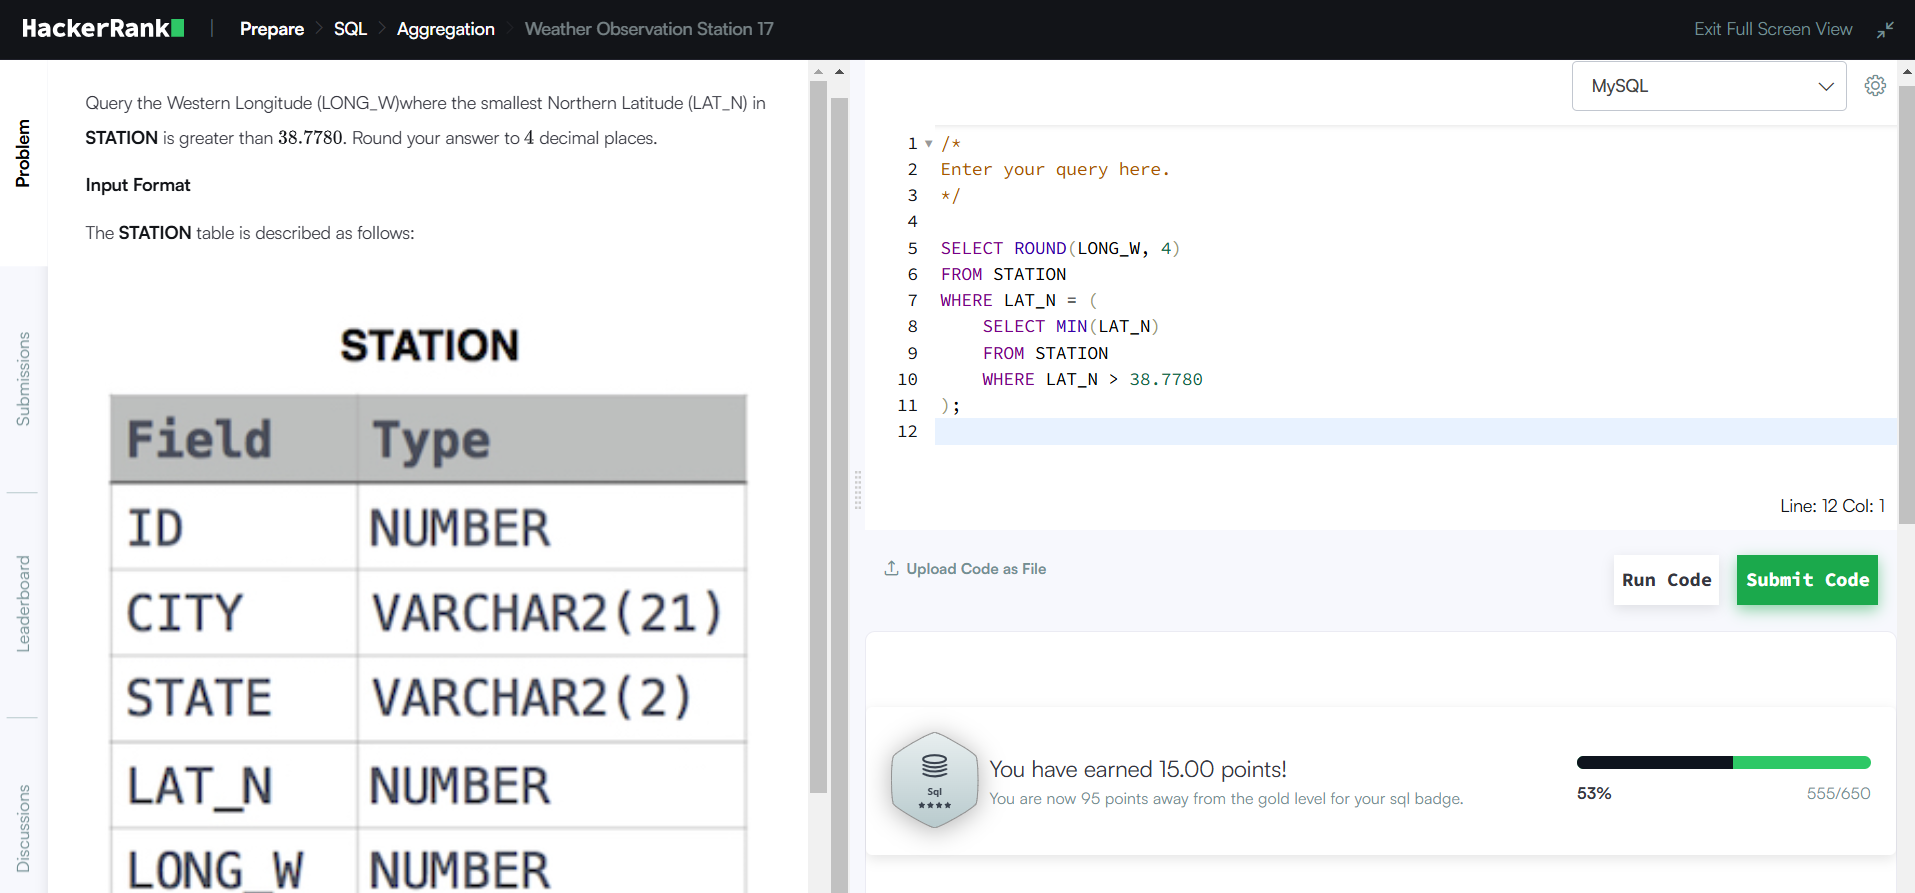 HackerRank
Prepare
SQL
Aggregation
Weather Observation Station 17
Exit Full Screen View
Problem
Submissions
Leaderboard
Discussions
Query the Western Longitude (LONG_W)where the smallest Northern Latitude (LAT_N) in
STATION is greater than 38.7780. Round your answer to 4 decimal places.
Input Format
The STATION table is described as follows:
STATION
Field Type
ID NUMBER
CITY VARCHAR2(21)
STATE VARCHAR2(2)
LAT_N NUMBER
LONG_W NUMBER
MySQL
1 /*
2 Enter your query here.
3 */
4
5 SELECT ROUND(LONG_W, 4)
6 FROM STATION
7 WHERE LAT_N = (
8 SELECT MIN(LAT_N)
9 FROM STATION
10 WHERE LAT_N > 38.7780
11 );
12
Line: 12 Col: 1
Upload Code as File
Run Code
Submit Code
Sql
You have earned 15.00 points!
You are now 95 points away from the gold level for your sql badge.
53%
555/650